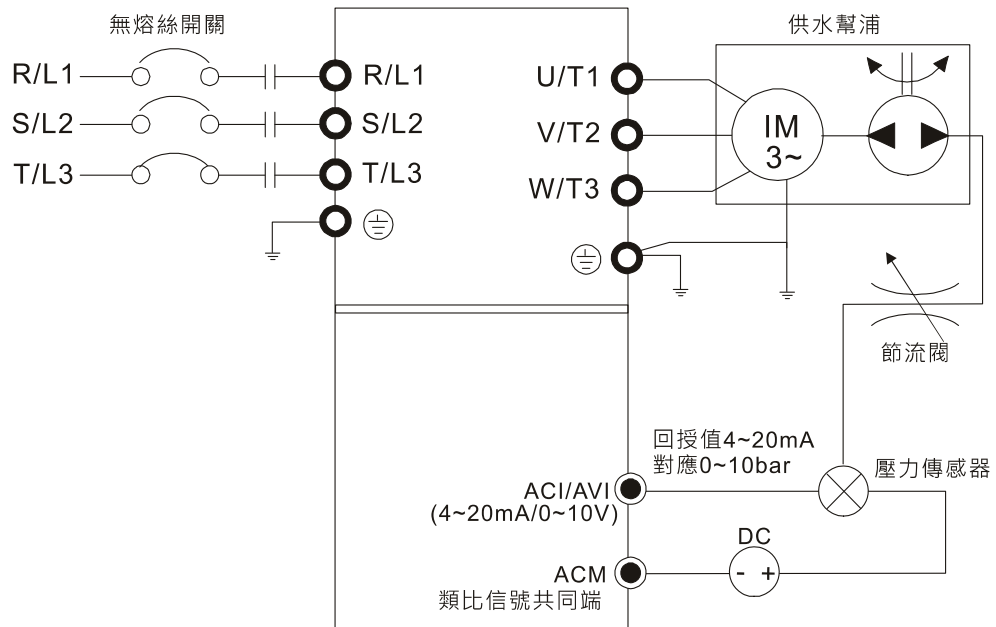 無熔絲開關
供水幫浦
R/L1
R/L1
U/T1
S/L2
S/L2
V/T2
IM
3~
T/L3
T/L3
W/T3
節流閥
回授值4~20mA
對應0~10bar
壓力傳感器
ACI/AVI
(4~20mA/0~10V)
DC
- +
ACM
類比信號共同端